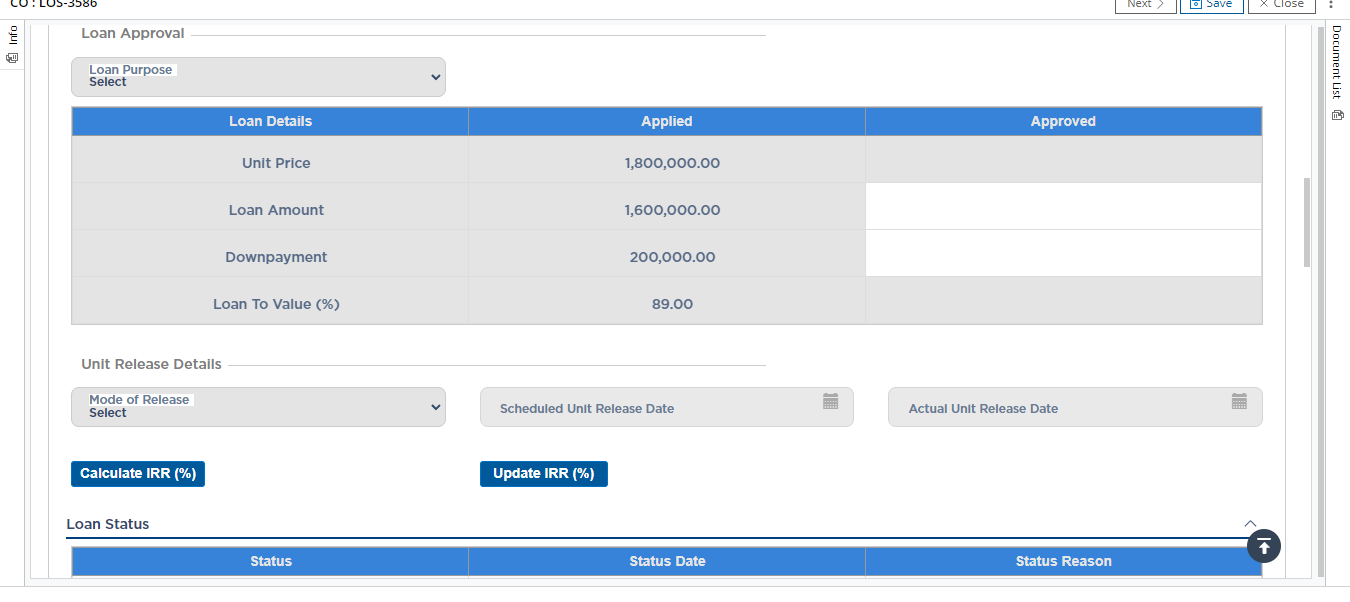 CO : LOS-3586
Next
Save
Close
Info
Document List
Loan Approval
Loan Purpose
Select
Loan Details Applied Approved
Unit Price 1,800,000.00
Loan Amount 1,600,000.00
Downpayment 200,000.00
Loan To Value (%) 89.00
Unit Release Details
Mode of Release
Select
Scheduled Unit Release Date
Actual Unit Release Date
Calculate IRR (%)
Update IRR (%)
Loan Status
Status Status Date Status Reason